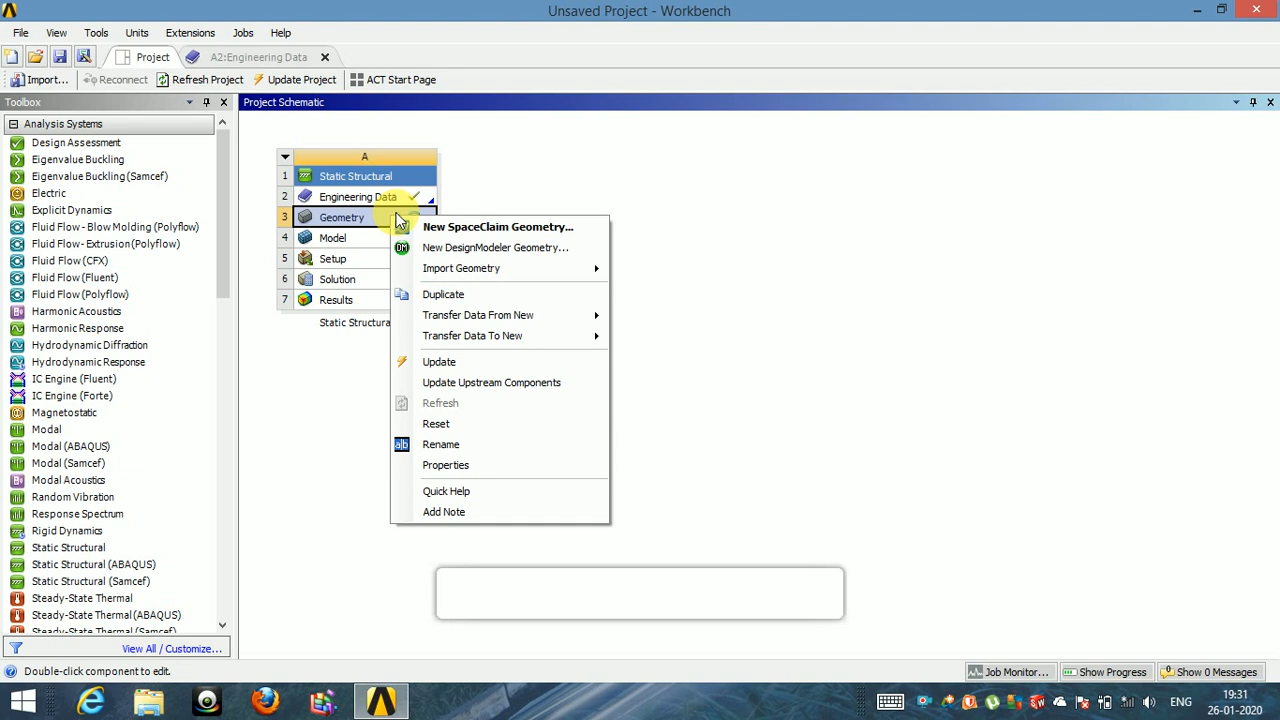 Unsaved Project - Workbench
File View Tools Units Extensions Jobs Help
Project A2:Engineering Data
Import... Reconnect Refresh Project Update Project ACT Start Page
Toolbox
Project Schematic
Analysis Systems
Design Assessment
Eigenvalue Buckling
Eigenvalue Buckling (Samcef)
Electric
Explicit Dynamics
Fluid Flow - Blow Molding (Polyflow)
Fluid Flow - Extrusion (Polyflow)
Fluid Flow (CFX)
Fluid Flow (Fluent)
Fluid Flow (Polyflow)
Harmonic Acoustics
Harmonic Response
Hydrodynamic Diffraction
Hydrodynamic Response
IC Engine (Fluent)
IC Engine (Forte)
Magnetostatic
Modal
Modal (ABAQUS)
Modal (Samcef)
Modal Acoustics
Random Vibration
Response Spectrum
Rigid Dynamics
Static Structural
Static Structural (ABAQUS)
Static Structural (Samcef)
Steady-State Thermal
Steady-State Thermal (ABAQUS)
Steady-State Thermal (Samcef)
View All / Customize...
A
1 Static Structural
2 Engineering Data
3 Geometry
4 Model
5 Setup
6 Solution
7 Results
Static Structura
New SpaceClaim Geometry...
DM New DesignModeler Geometry...
Import Geometry
Duplicate
Transfer Data From New
Transfer Data To New
Update
Update Upstream Components
Refresh
Reset
a|b Rename
Properties
Quick Help
Add Note
Double-click component to edit.
Job Monitor... Show Progress Show 0 Messages
ENG
19:31
26-01-2020